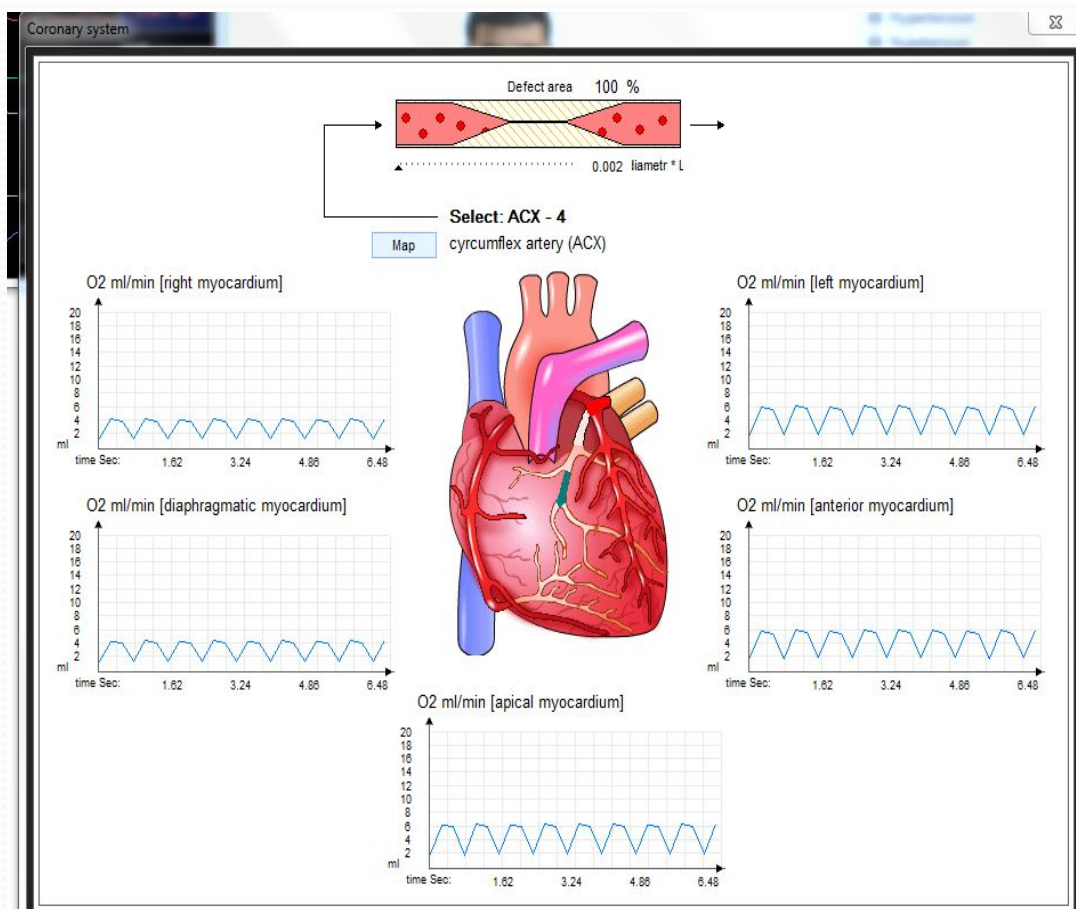 Coronary system
Defect area 100 %
0.002 liametr * L
Select: ACX - 4
Map cyrcumflex artery (ACX)
O2 ml/min [right myocardium]
20
18
16
14
12
10
8
6
4
2
ml
time Sec: 1.62 3.24 4.86 6.48
O2 ml/min [left myocardium]
20
18
16
14
12
10
8
6
4
2
ml
time Sec: 1.62 3.24 4.86 6.48
O2 ml/min [diaphragmatic myocardium]
20
18
16
14
12
10
8
6
4
2
ml
time Sec: 1.62 3.24 4.86 6.48
O2 ml/min [anterior myocardium]
20
18
16
14
12
10
8
6
4
2
ml
time Sec: 1.62 3.24 4.86 6.48
O2 ml/min [apical myocardium]
20
18
16
14
12
10
8
6
4
2
ml
time Sec: 1.62 3.24 4.86 6.48